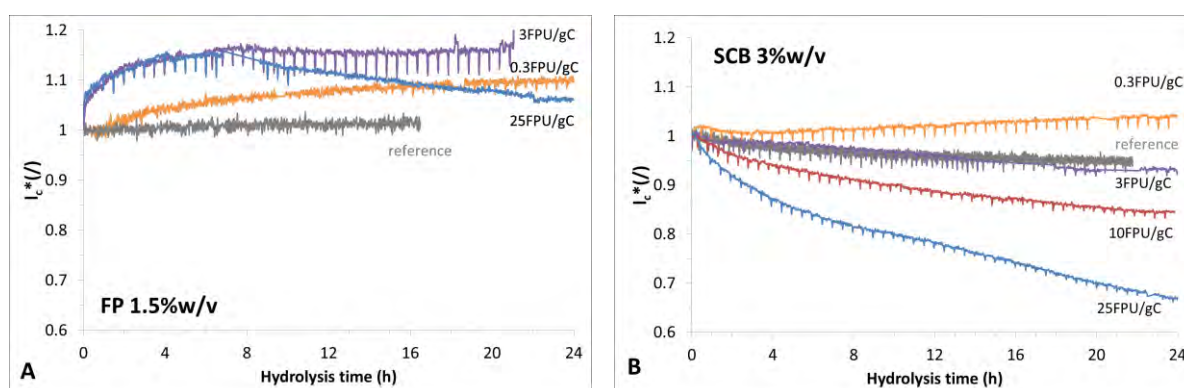 1.2
1.1
1
0.9
0.8
0.7
0.6
I_c*(/)
3FPU/gC
0.3FPU/gC
25FPU/gC
reference
FP 1.5%w/v
A
0 4 8 12 16 20 24
Hydrolysis time (h)
1.2
1.1
1
0.9
0.8
0.7
0.6
I_c*(/)
SCB 3%w/v
0.3FPU/gC
reference
3FPU/gC
10FPU/gC
25FPU/gC
B
0 4 8 12 16 20 24
Hydrolysis time (h)